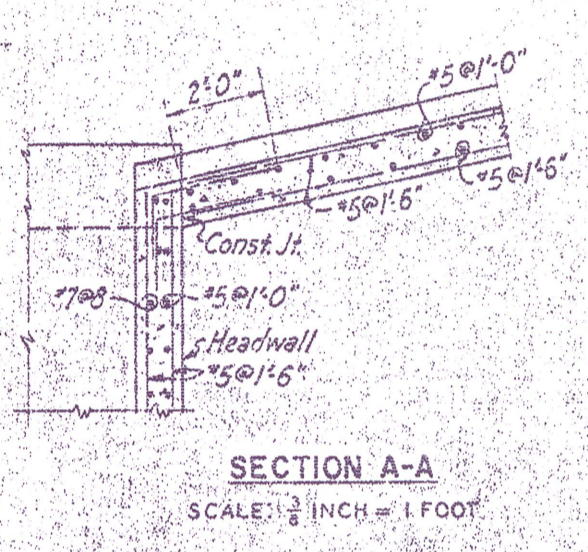 #5@1'-0"
2'-0"
#5@1'-6"
#5@1'-6"
Const. Jt.
#7@8
#5@1'-0"
Headwall
#5@1'-6"
SECTION A-A
SCALE: 3/8 INCH = 1 FOOT